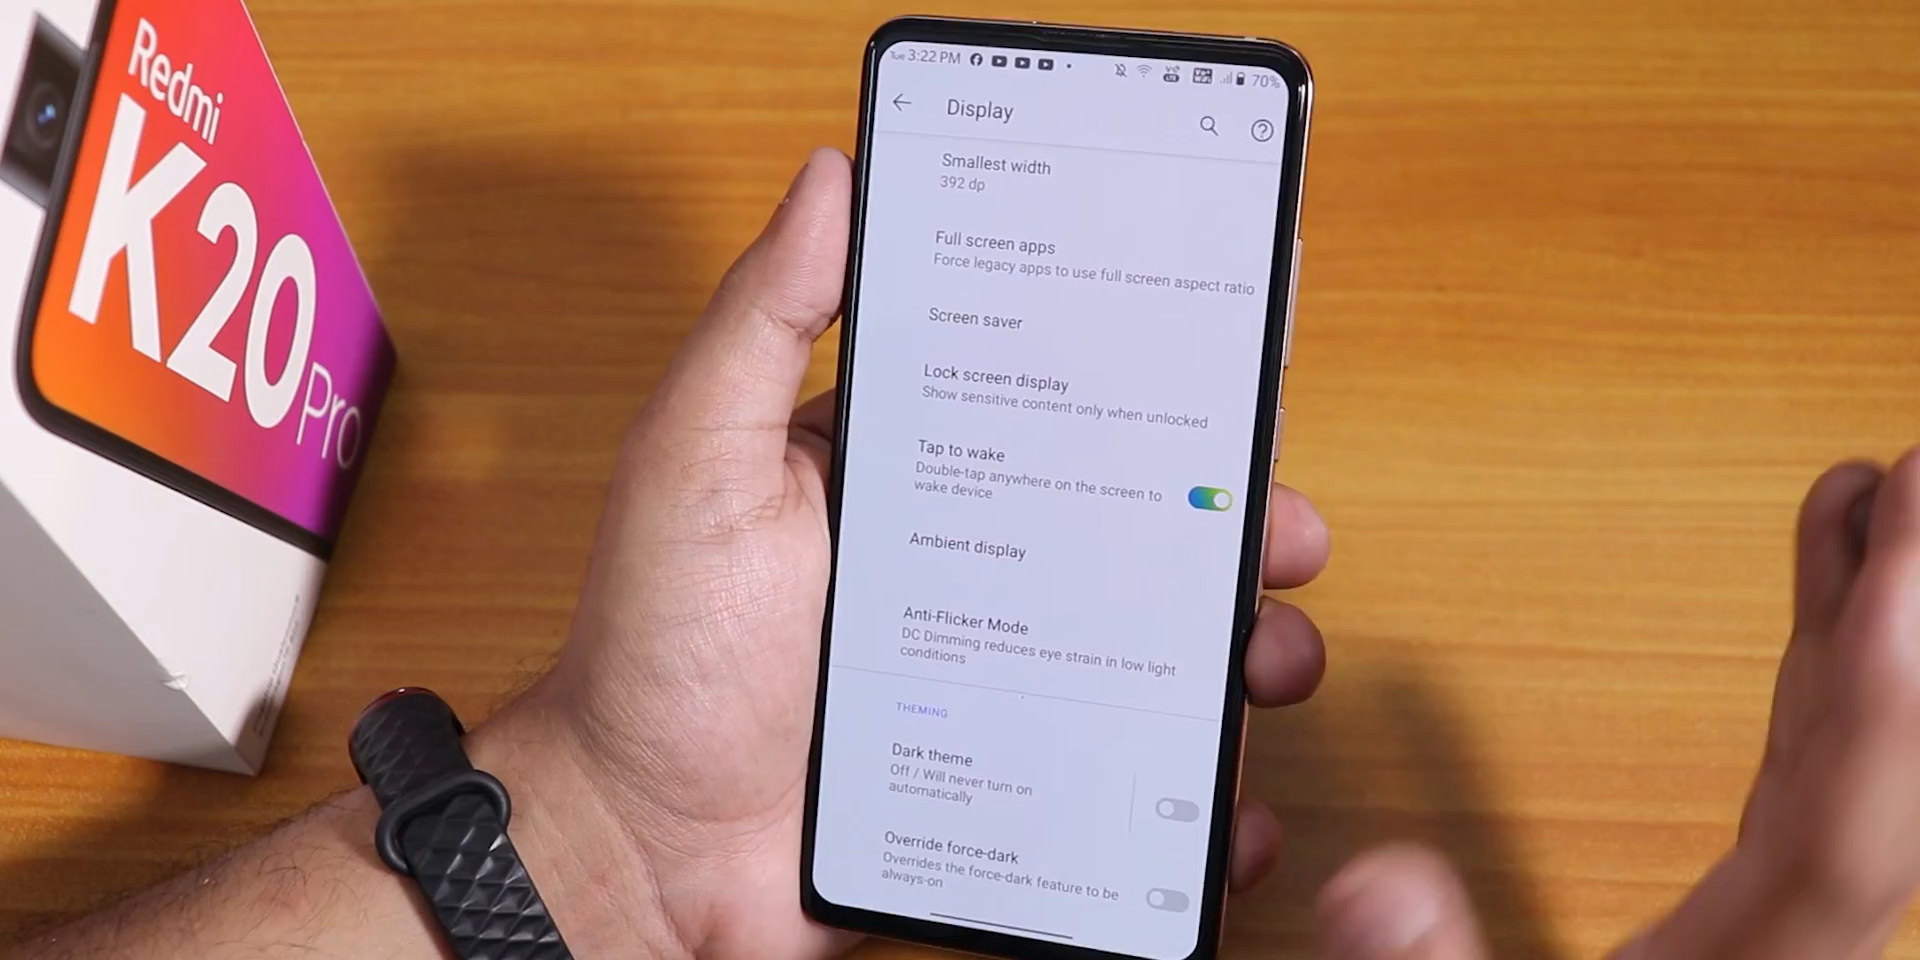 Redmi
K20 Pro
Tue 3:22 PM
70%
Display
Smallest width
392 dp
Full screen apps
Force legacy apps to use full screen aspect ratio
Screen saver
Lock screen display
Show sensitive content only when unlocked
Tap to wake
Double-tap anywhere on the screen to
wake device
Ambient display
Anti-Flicker Mode
DC Dimming reduces eye strain in low light
conditions
THEMING
Dark theme
Off / Will never turn on
automatically
Override force-dark
Overrides the force-dark feature to be
always-on